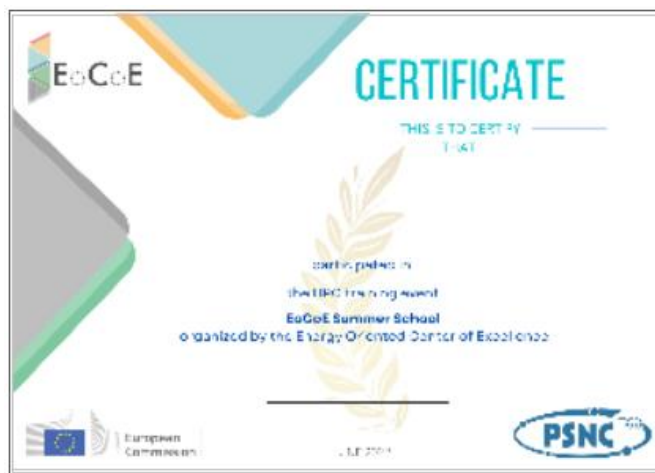 EoCoE
CERTIFICATE
THIS IS TO CERTIFY
THAT
participated in
the HPC training event
EoCoE Summer School
organized by the Energy Oriented Center of Excellence
European
Commission
JUNE
PSNC